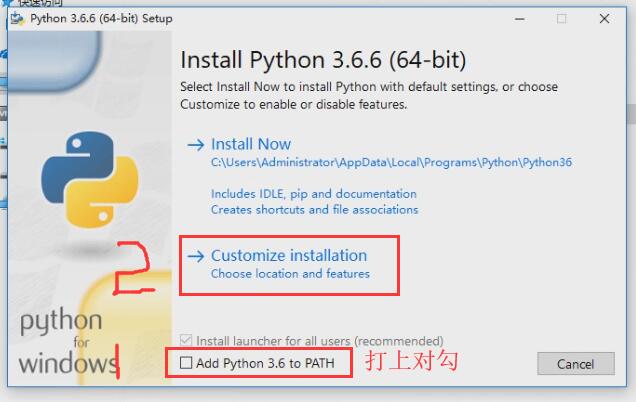 快速访问
Python 3.6.6 (64-bit) Setup
Install Python 3.6.6 (64-bit)
Select Install Now to install Python with default settings, or choose
Customize to enable or disable features.
Install Now
C:\Users\Administrator\AppData\Local\Programs\Python\Python36
Includes IDLE, pip and documentation
Creates shortcuts and file associations
2
Customize installation
Choose location and features
python
for
windows
Install launcher for all users (recommended)
1
Add Python 3.6 to PATH
打上对勾
Cancel